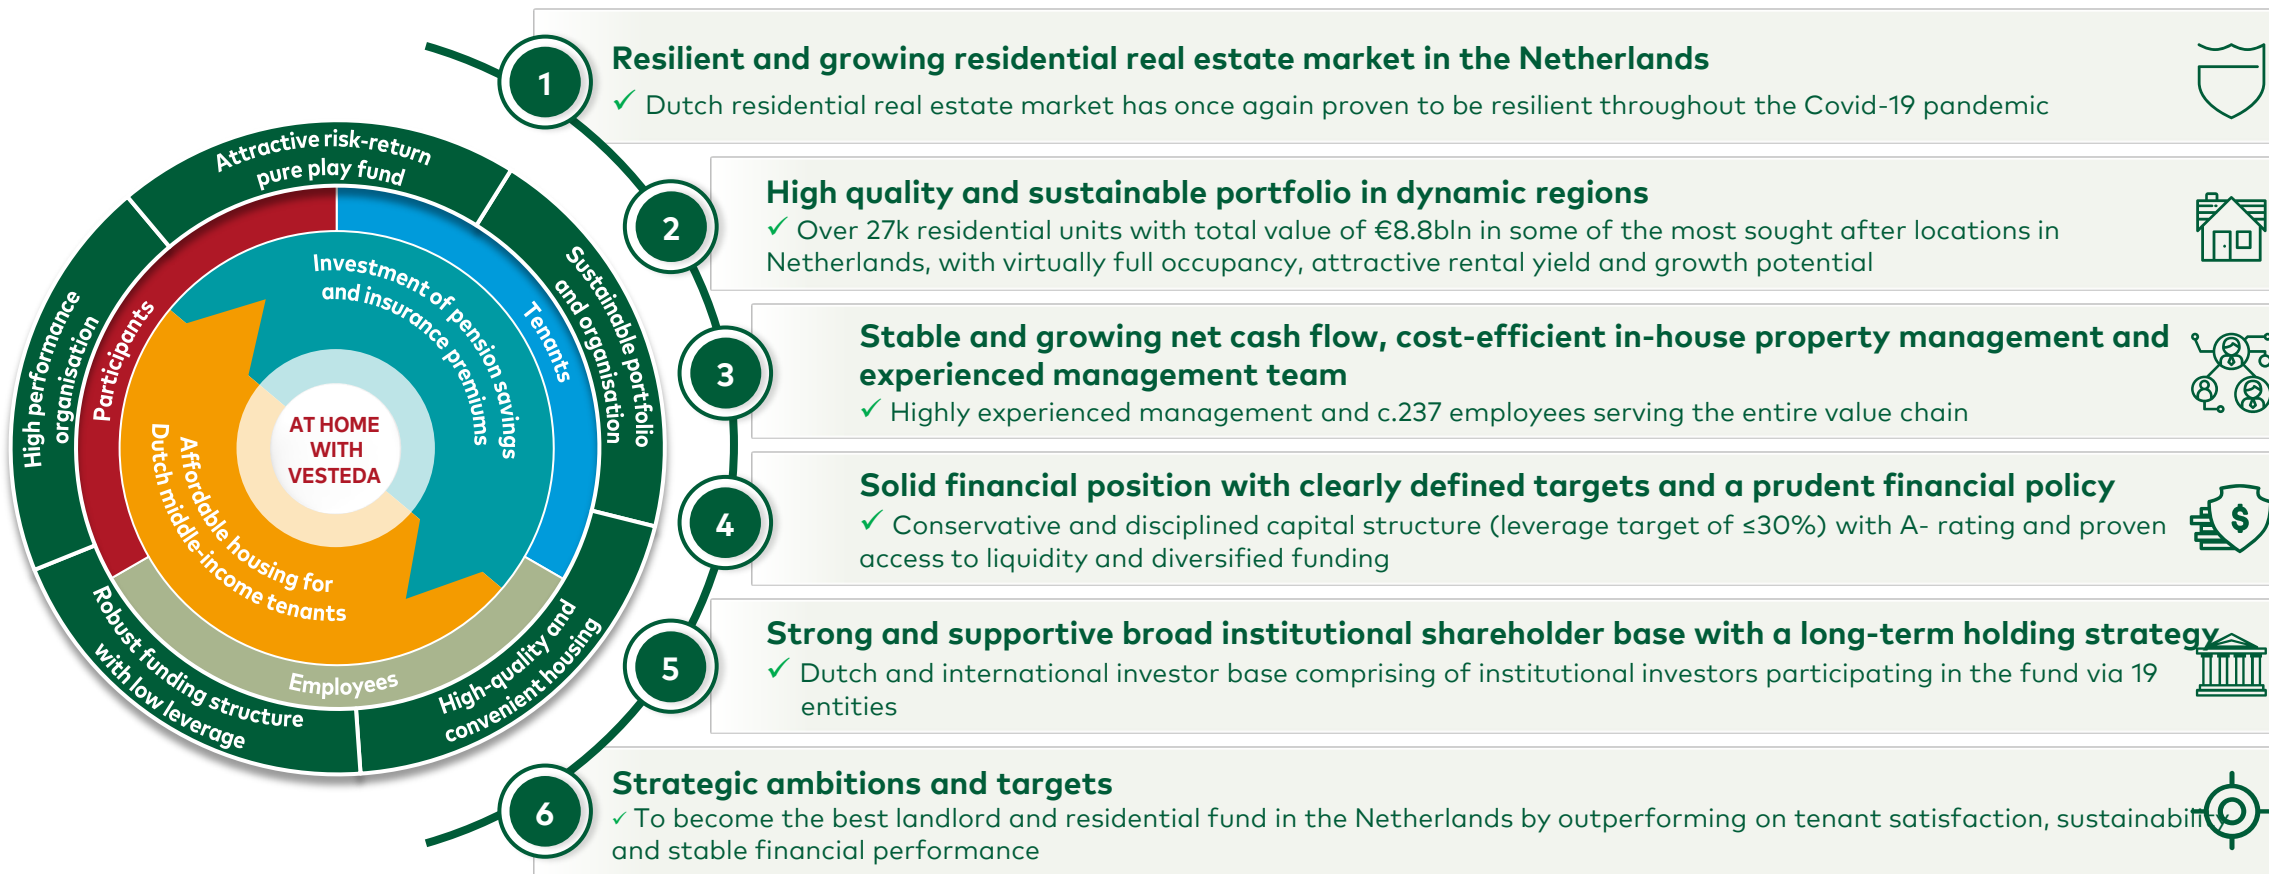 Attractive risk-return
pure play fund
Sustainable portfolio
and organisation
High-quality and
convenient housing
Robust funding structure
with low leverage
High performance
organisation
Participants
Tenants
Employees
Investment of pension savings
and insurance premiums
Affordable housing for
Dutch middle-income tenants
AT HOME
WITH
VESTEDA
1
Resilient and growing residential real estate market in the Netherlands
✓ Dutch residential real estate market has once again proven to be resilient throughout the Covid-19 pandemic
2
High quality and sustainable portfolio in dynamic regions
✓ Over 27k residential units with total value of €8.8bln in some of the most sought after locations in
Netherlands, with virtually full occupancy, attractive rental yield and growth potential
3
Stable and growing net cash flow, cost-efficient in-house property management and
experienced management team
✓ Highly experienced management and c.237 employees serving the entire value chain
4
Solid financial position with clearly defined targets and a prudent financial policy
✓ Conservative and disciplined capital structure (leverage target of ≤30%) with A- rating and proven
access to liquidity and diversified funding
$
5
Strong and supportive broad institutional shareholder base with a long-term holding strategy
✓ Dutch and international investor base comprising of institutional investors participating in the fund via 19
entities
6
Strategic ambitions and targets
✓ To become the best landlord and residential fund in the Netherlands by outperforming on tenant satisfaction, sustainability
and stable financial performance